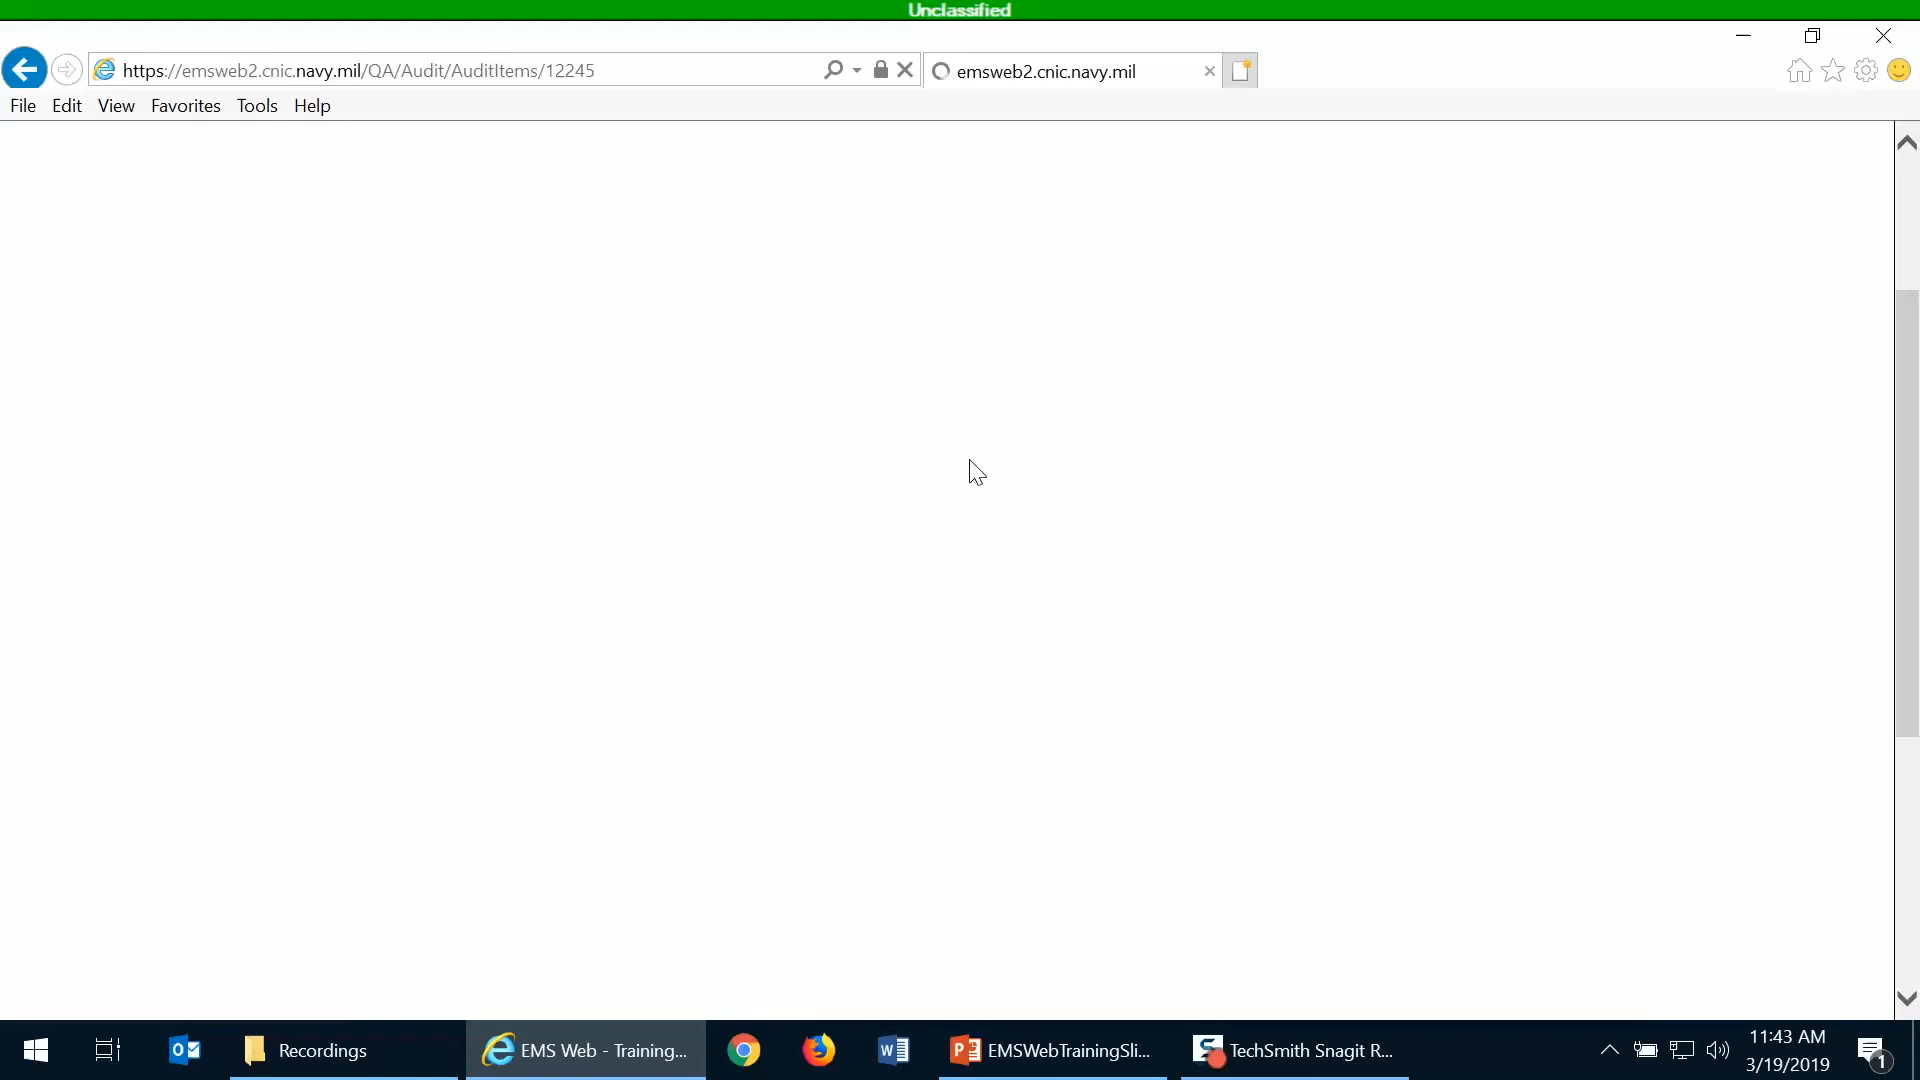 Unclassified
https://emsweb2.cnic.navy.mil/QA/Audit/AuditItems/12245
emsweb2.cnic.navy.mil
File Edit View Favorites Tools Help
Recordings
EMS Web - Training...
EMSWebTrainingSli...
TechSmith Snagit R...
11:43 AM
3/19/2019
1